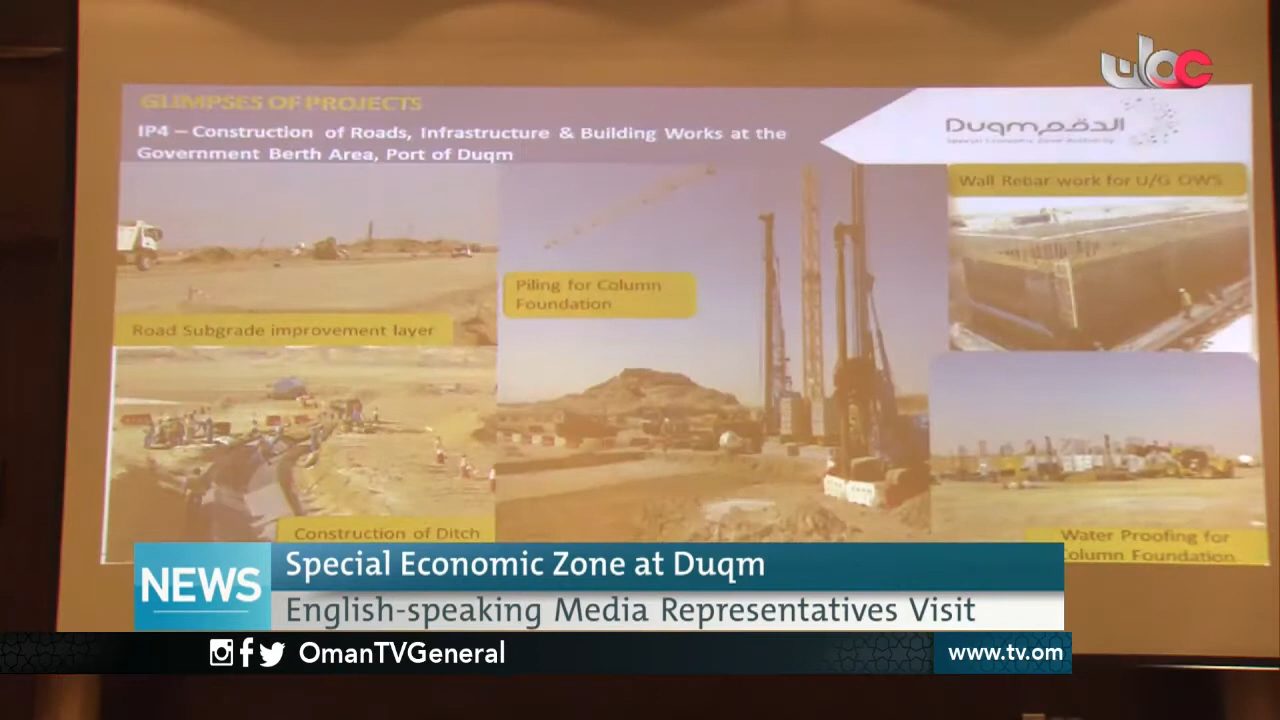 عمان
GLIMPSES OF PROJECTS
IP4 – Construction of Roads, Infrastructure & Building Works at the
Government Berth Area, Port of Duqm
Duqm الدقم
Special Economic Zone Authority
Wall Rebar work for U/G OWS
Piling for Column
Foundation
Road Subgrade improvement layer
Construction of Ditch
Water Proofing for
Column Foundation
NEWS
Special Economic Zone at Duqm
English-speaking Media Representatives Visit
OmanTVGeneral
www.tv.om